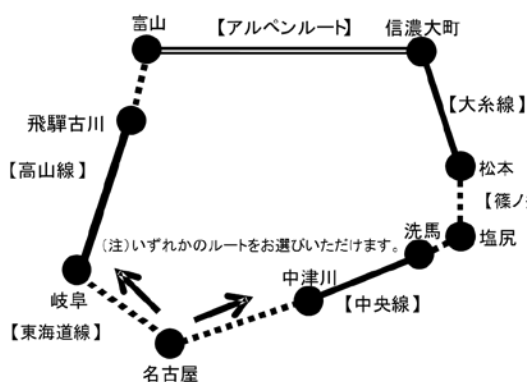 富山
【アルペンルート】
信濃大町
【大糸線】
飛驒古川
【高山線】
松本
【篠ノ
洗馬
塩尻
(注)いずれかのルートをお選びいただけます。
岐阜
中津川
【中央線】
【東海道線】
名古屋